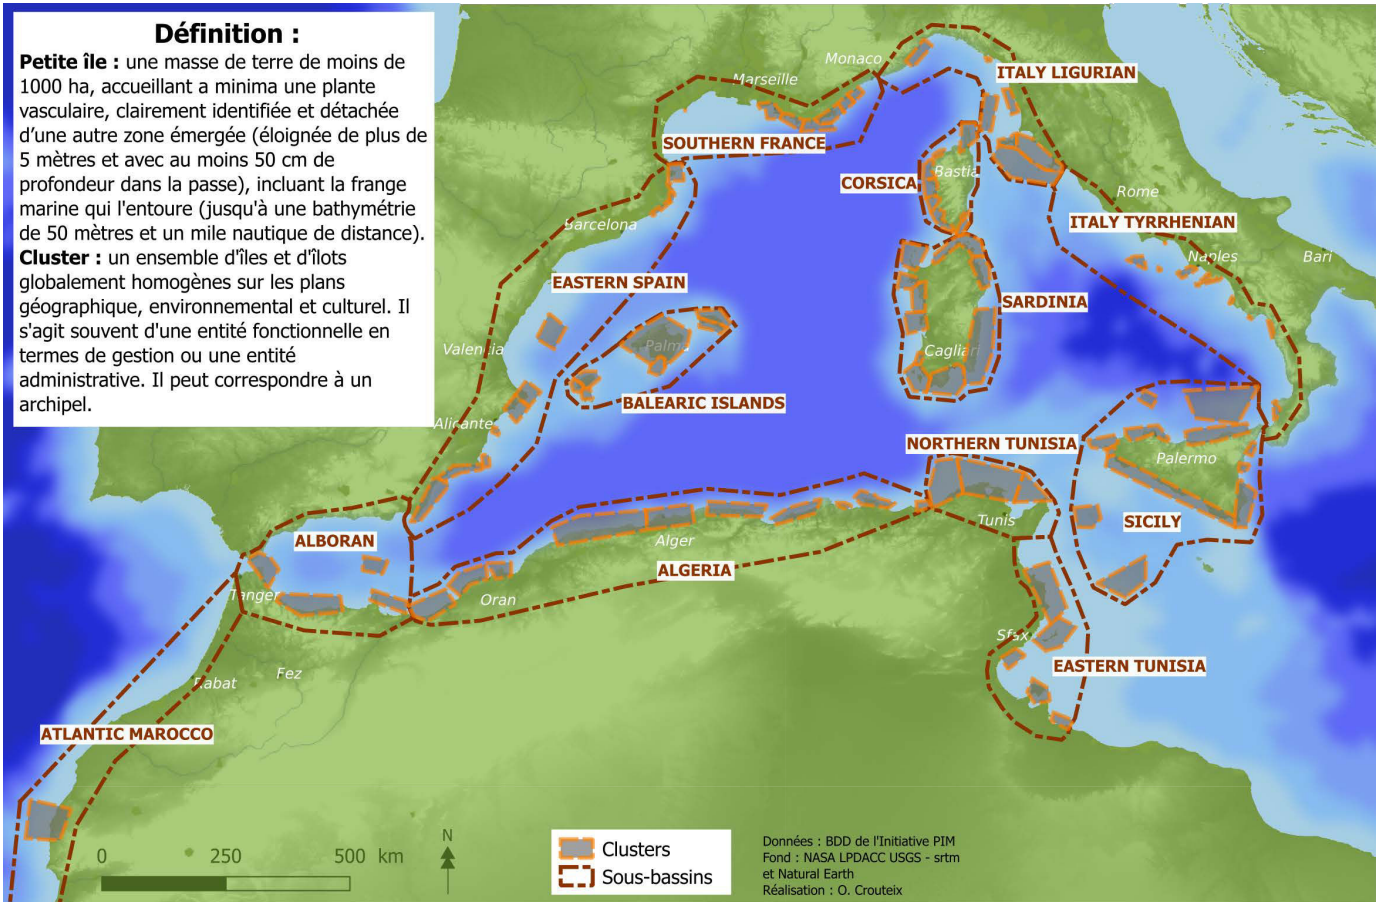 Définition :
Petite île : une masse de terre de moins de
1000 ha, accueillant a minima une plante
vasculaire, clairement identifiée et détachée
d'une autre zone émergée (éloignée de plus de
5 mètres et avec au moins 50 cm de
profondeur dans la passe), incluant la frange
marine qui l'entoure (jusqu'à une bathymétrie
de 50 mètres et un mile nautique de distance).
Cluster : un ensemble d'îles et d'îlots
globalement homogènes sur les plans
géographique, environnemental et culturel. Il
s'agit souvent d'une entité fonctionnelle en
termes de gestion ou une entité
administrative. Il peut correspondre à un
archipel.
Monaco
Marseille
ITALY LIGURIAN
SOUTHERN FRANCE
Bastia
CORSICA
Rome
ITALY TYRRHENIAN
Barcelona
Naples
Bari
EASTERN SPAIN
SARDINIA
Valencia
Palma
Cagliari
BALEARIC ISLANDS
Alicante
NORTHERN TUNISIA
Palermo
Tunis
SICILY
ALBORAN
Alger
ALGERIA
Tanger
Oran
Sfax
EASTERN TUNISIA
Fez
Rabat
ATLANTIC MAROCCO
N
0 250 500 km
Clusters
Sous-bassins
Données : BDD de l'Initiative PIM
Fond : NASA LPDACC USGS - srtm
et Natural Earth
Réalisation : O. Crouteix